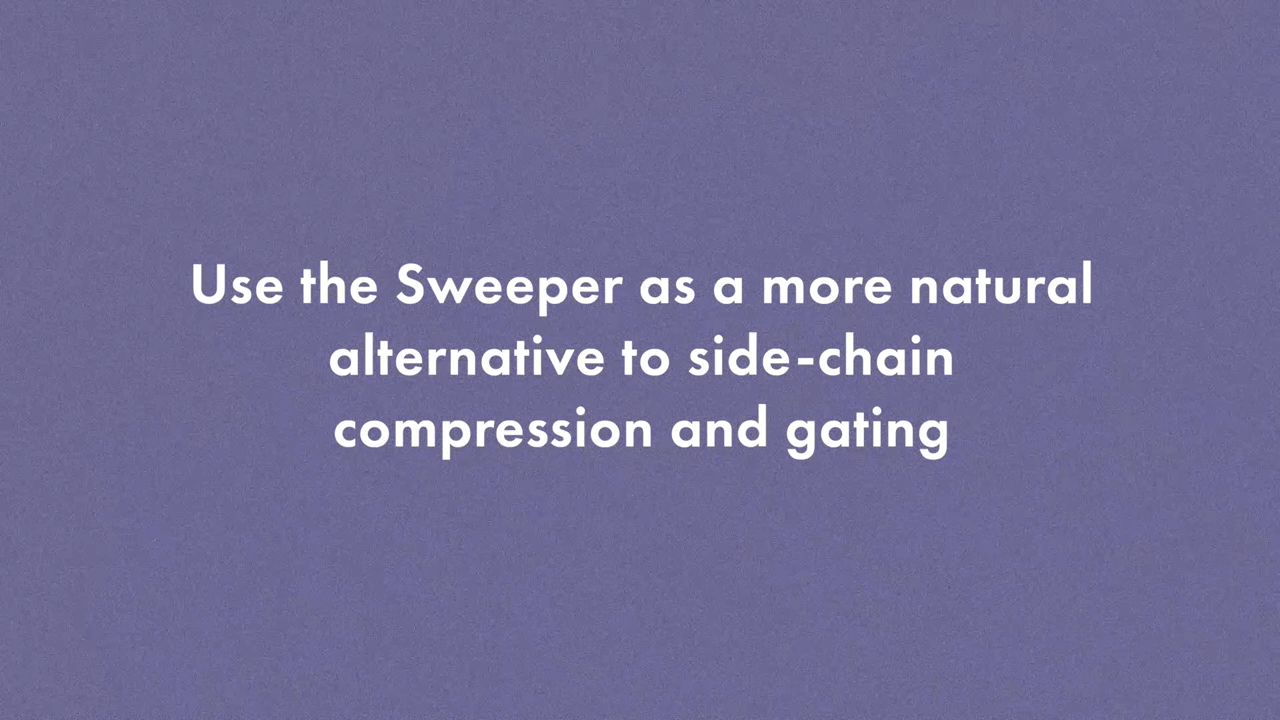 Use the Sweeper as a more natural
alternative to side-chain
compression and gating